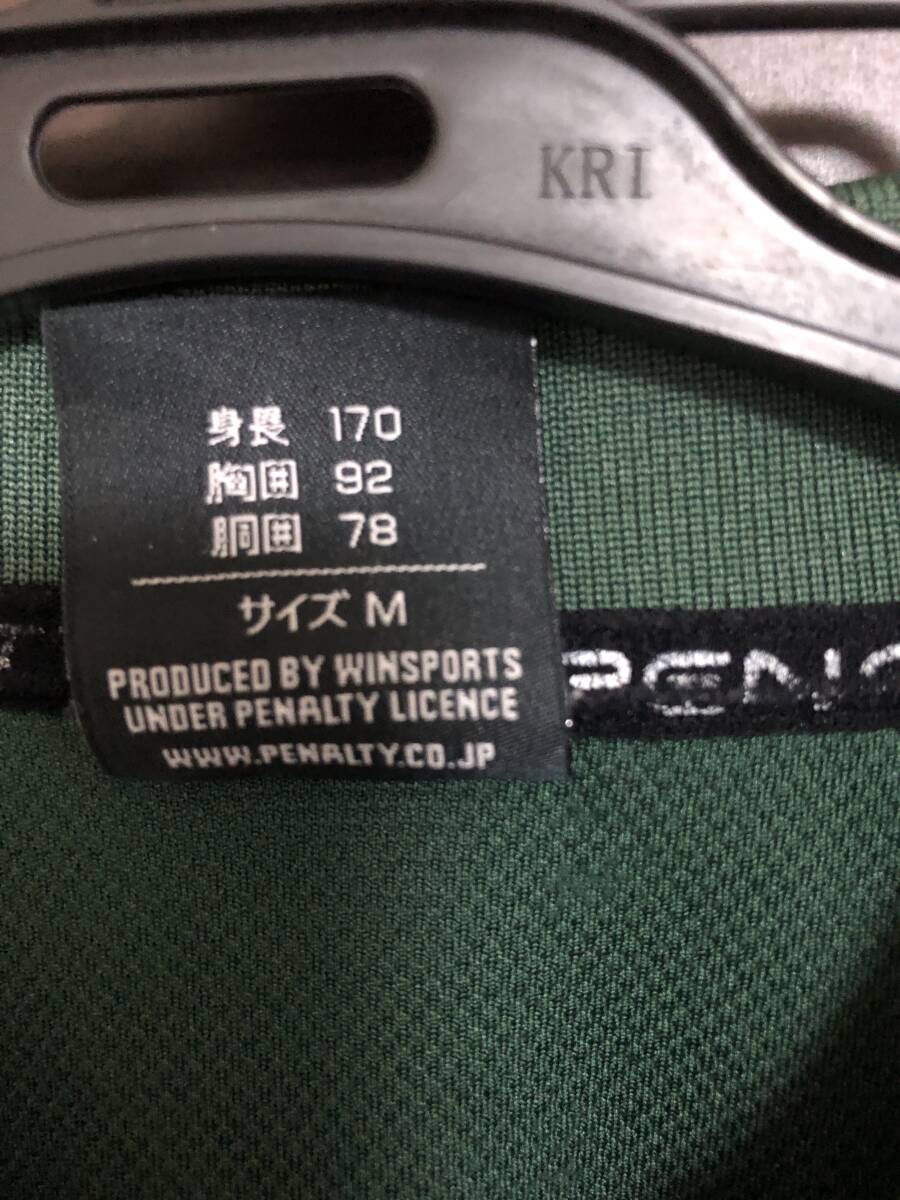 KRI
身長 170
胸囲 92
胴囲 78
サイズ M
PRODUCED BY WINSPORTS
UNDER PENALTY LICENCE
WWW.PENALTY.CO.JP